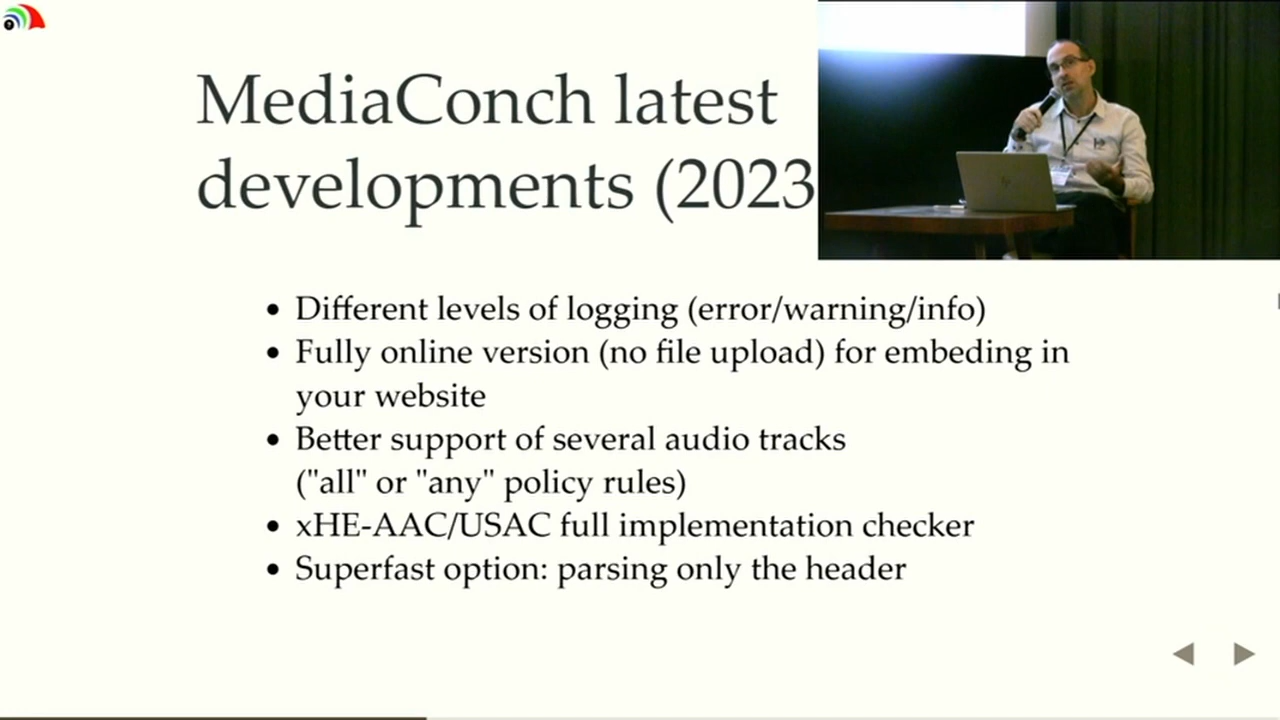 MediaConch latest
developments (2023
Different levels of logging (error/warning/info)
Fully online version (no file upload) for embeding in
your website
Better support of several audio tracks
("all" or "any" policy rules)
xHE-AAC/USAC full implementation checker
Superfast option: parsing only the header